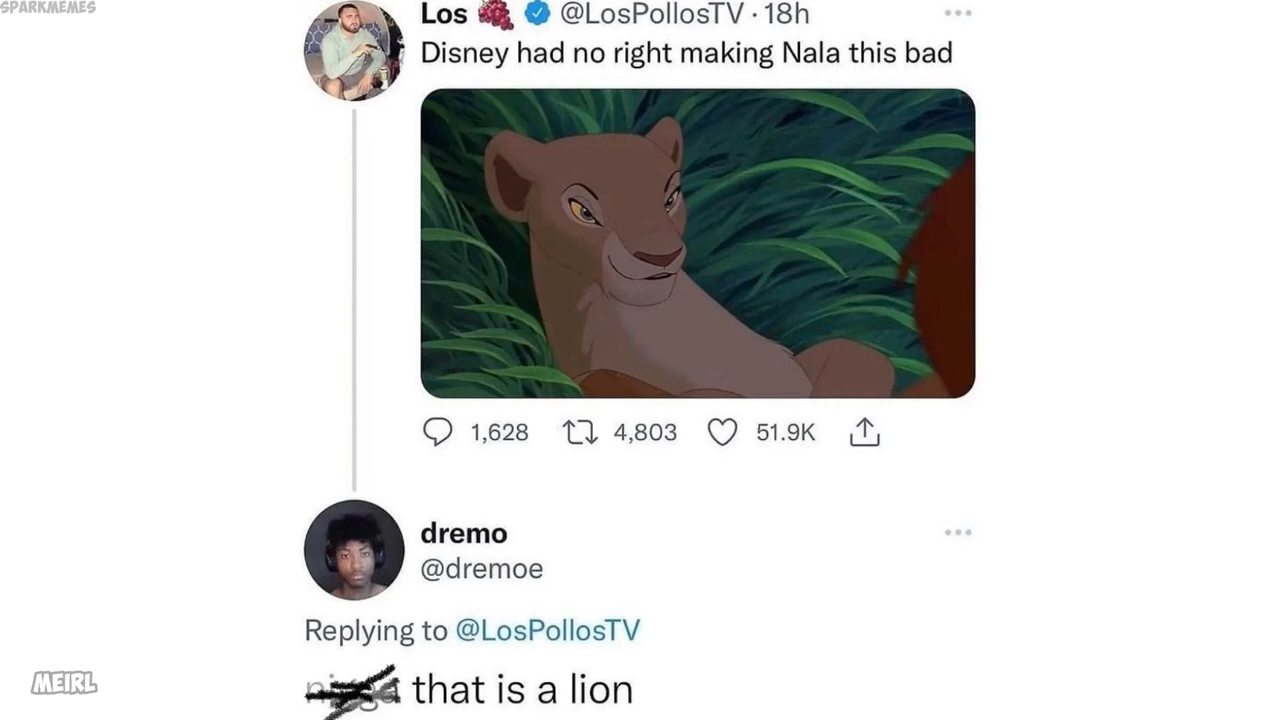 SPARKMEMES
Los @LosPollosTV · 18h
Disney had no right making Nala this bad
1,628 4,803 51.9K
dremo
@dremoe
Replying to @LosPollosTV
that is a lion
MEIRL